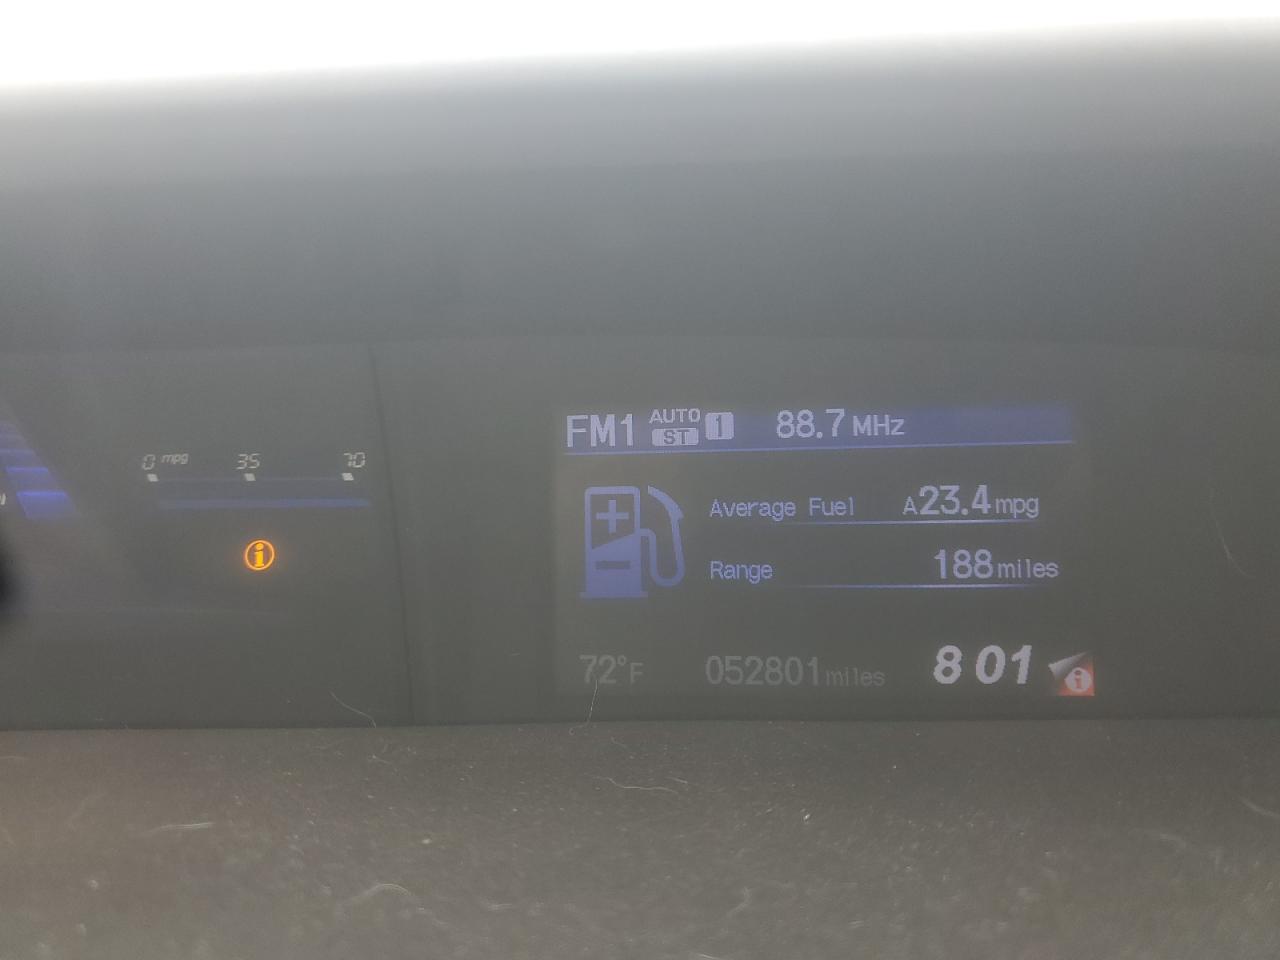 0 mpg 35 70
i
FM1 AUTO ST 1 88.7 MHz
Average Fuel A23.4 mpg
Range 188 miles
72°F 052801 miles 8 01 i